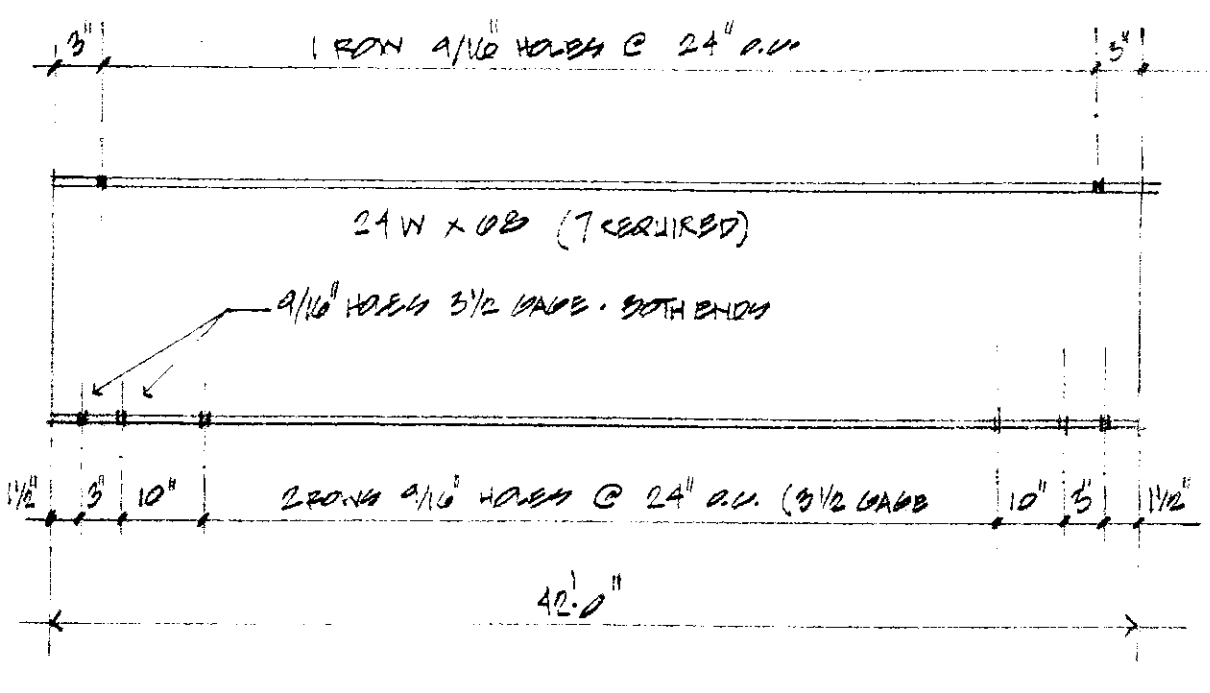 3" 1 ROW 9/16" HOLES @ 24" O.C. 3"
24 W x 68 (7 REQUIRED)
9/16" HOLES 3 1/2 GAGE · BOTH ENDS
1 1/2" 3" 10" 2 ROWS 9/16" HOLES @ 24" O.C. (3 1/2 GAGE 10" 3" 1 1/2"
42'·0"